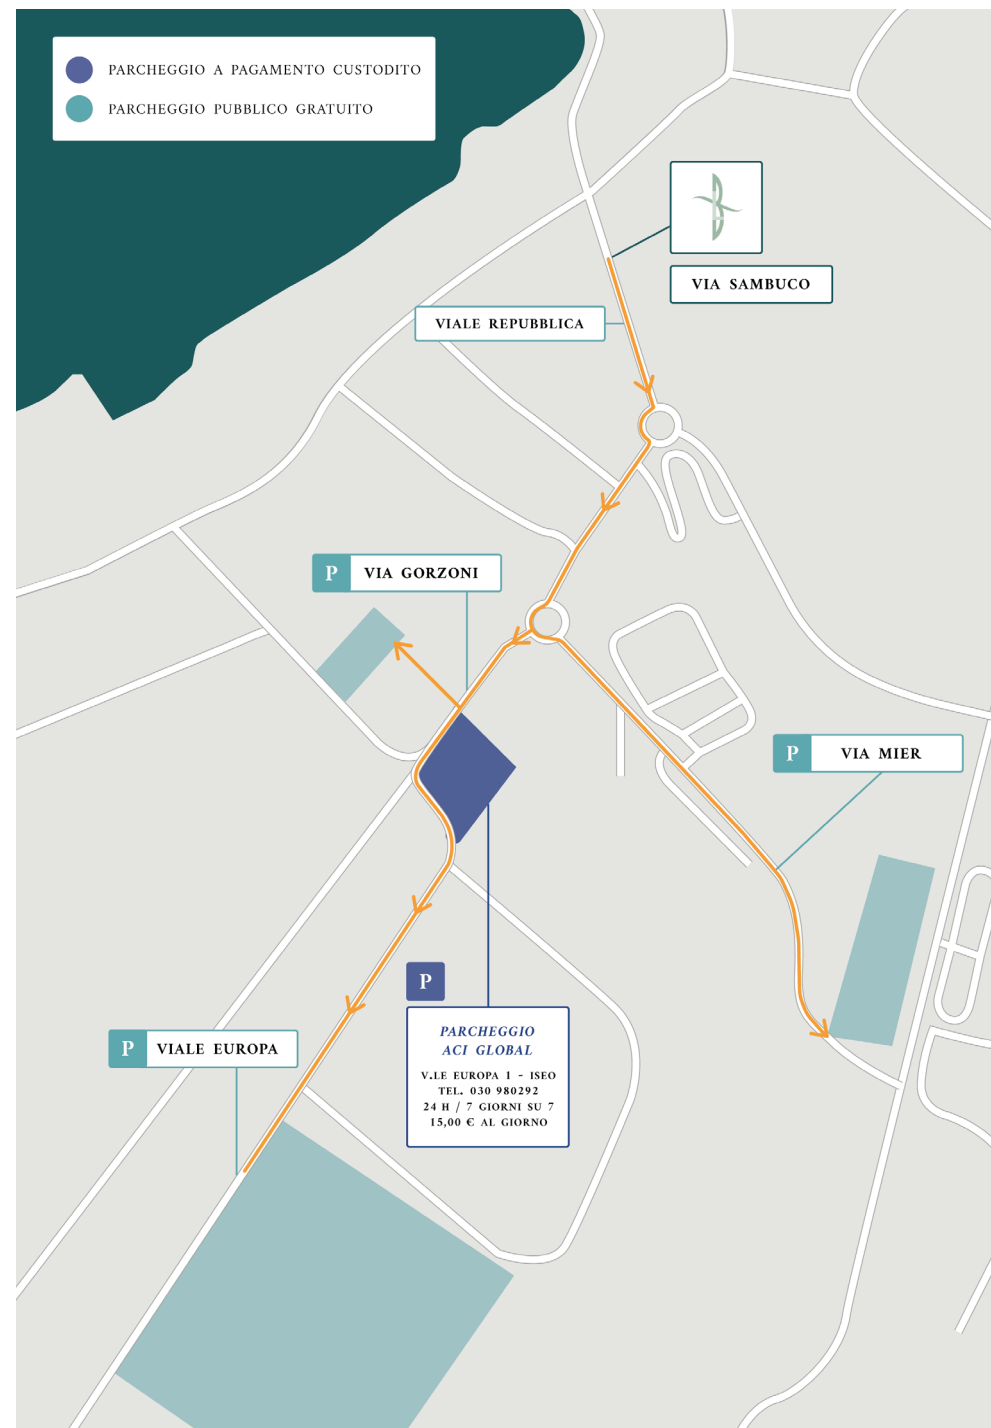 PARCHEGGIO A PAGAMENTO CUSTODITO
PARCHEGGIO PUBBLICO GRATUITO
VIA SAMBUCO
VIALE REPUBBLICA
P VIA GORZONI
P VIA MIER
P
PARCHEGGIO
ACI GLOBAL
V.LE EUROPA 1 - ISEO
TEL. 030 980292
24 H / 7 GIORNI SU 7
15,00 € AL GIORNO
P VIALE EUROPA